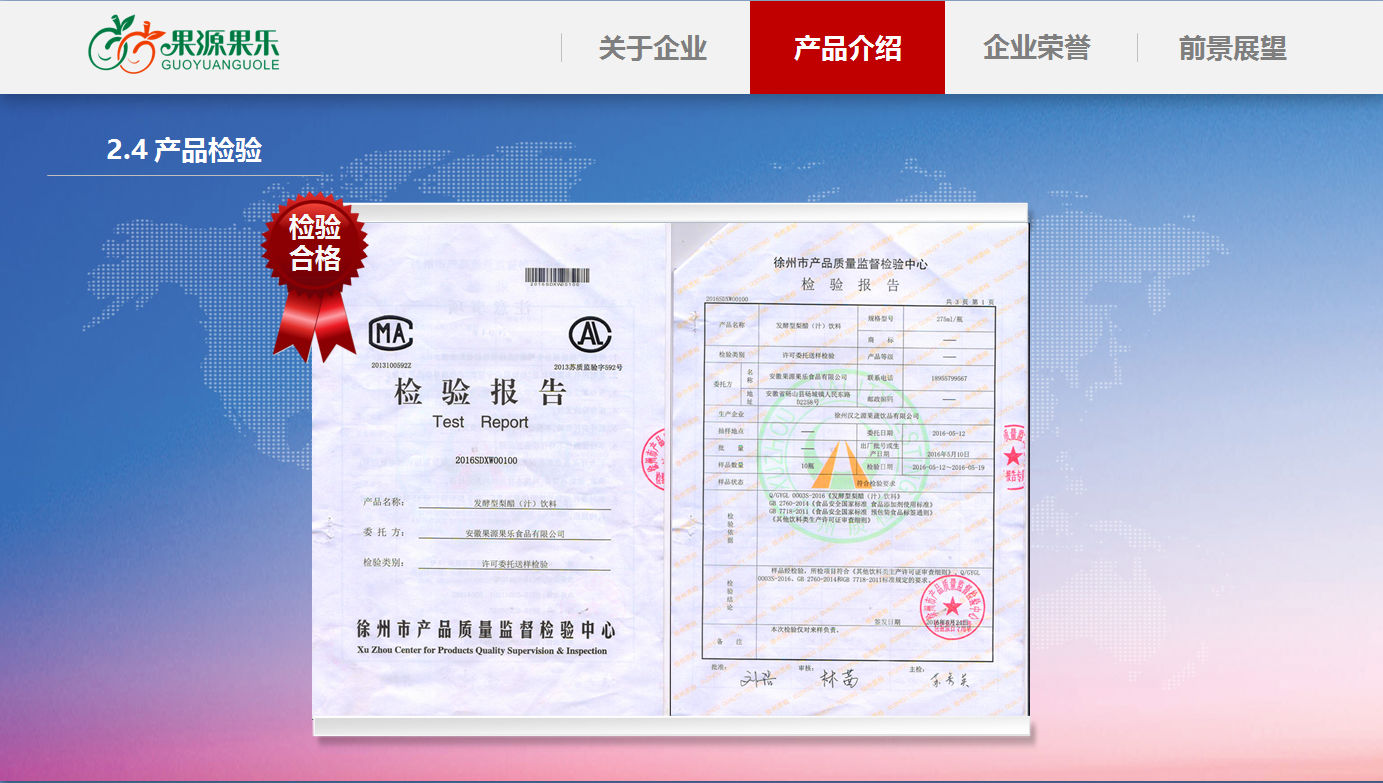 果源果乐
GUOYUANGUOLE
关于企业
产品介绍
企业荣誉
前景展望
2.4 产品检验
检验
合格
2016SDXW00100
MA
2013100592Z
AL
2013苏质监验字592号
检 验 报 告
Test Report
2016SDXW00100
产品名称： 发酵型梨醋（汁）饮料
委 托 方： 安徽果源果乐食品有限公司
检验类别： 许可委托送样检验
徐州市产品质量监督检验中心
Xu Zhou Center for Products Quality Supervision & Inspection
徐州市产品质量监督检验中心
检 验 报 告
2016SDXW00100 共 3 页 第 1 页
产品名称 发酵型梨醋（汁）饮料 规格型号 275ml/瓶
商 标 ——
检验类别 许可委托送样检验 产品等级 ——
委托方 名称 安徽果源果乐食品有限公司 联系电话 18955799567
地址 安徽省砀山县砀城镇人民东路02258号 邮政编码 ——
生产企业 徐州汉之源果蔬饮品有限公司
抽样地点 —— 委托日期 2016-05-12
批 量 —— 出厂批号或生产日期 2016年5月10日
样品数量 10瓶 检验日期 2016-05-12～2016-05-19
样品状态 符合检验要求
检验依据
Q/GYGL 0003S-2016《发酵型梨醋（汁）饮料》
GB 2760-2014《食品安全国家标准 食品添加剂使用标准》
GB 7718-2011《食品安全国家标准 预包装食品标签通则》
《其他饮料类生产许可证审查细则》
检验结论
样品经检验，所检项目符合《其他饮料类生产许可证审查细则》、Q/GYGL
0003S-2016、GB 2760-2014和GB 7718-2011标准规定的要求。
签发日期
备 注 本次检验仅对来样负责。
批准： 审核： 主检：